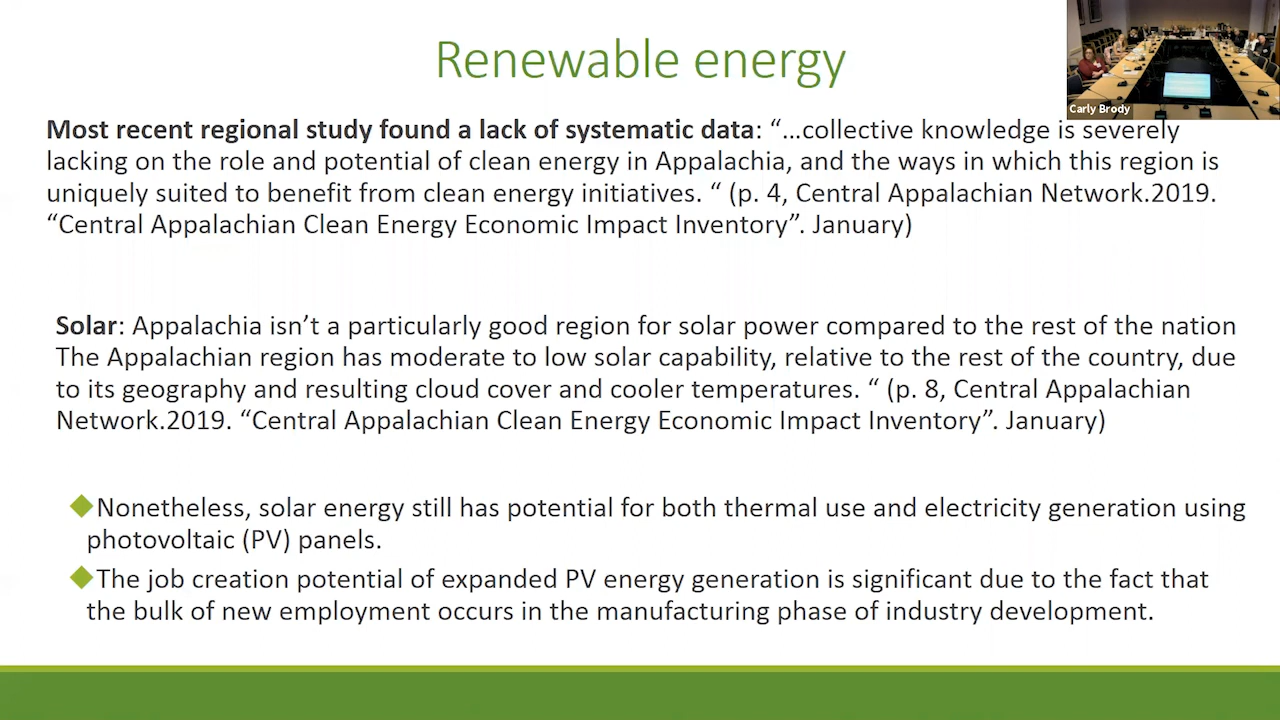 Renewable energy
Carly Brody
Most recent regional study found a lack of systematic data: “…collective knowledge is severely
lacking on the role and potential of clean energy in Appalachia, and the ways in which this region is
uniquely suited to benefit from clean energy initiatives. “ (p. 4, Central Appalachian Network.2019.
“Central Appalachian Clean Energy Economic Impact Inventory”. January)
Solar: Appalachia isn’t a particularly good region for solar power compared to the rest of the nation
The Appalachian region has moderate to low solar capability, relative to the rest of the country, due
to its geography and resulting cloud cover and cooler temperatures. “ (p. 8, Central Appalachian
Network.2019. “Central Appalachian Clean Energy Economic Impact Inventory”. January)
Nonetheless, solar energy still has potential for both thermal use and electricity generation using
photovoltaic (PV) panels.
The job creation potential of expanded PV energy generation is significant due to the fact that
the bulk of new employment occurs in the manufacturing phase of industry development.